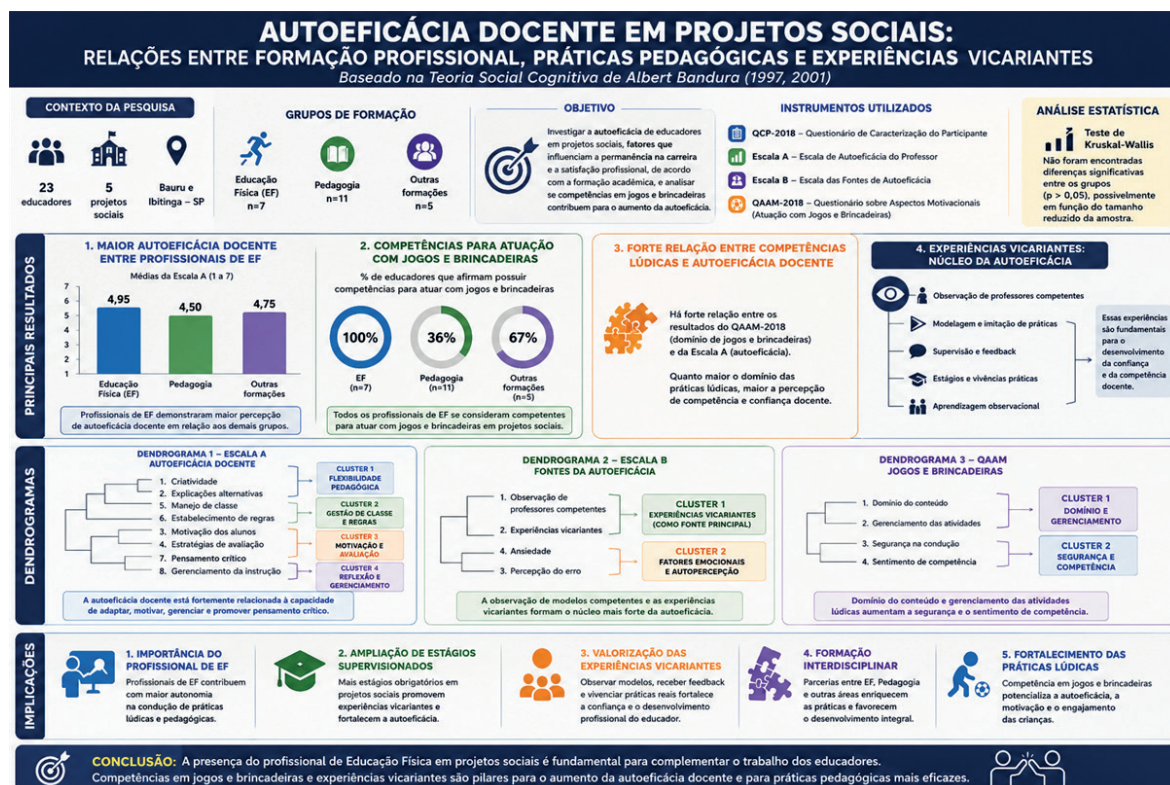 AUTOEFICÁCIA DOCENTE EM PROJETOS SOCIAIS:
RELAÇÕES ENTRE FORMAÇÃO PROFISSIONAL, PRÁTICAS PEDAGÓGICAS E EXPERIÊNCIAS VICARIANTES
Baseado na Teoria Social Cognitiva de Albert Bandura (1997, 2001)
CONTEXTO DA PESQUISA
23
educadores
5
projetos
sociais
Bauru e
Ibitinga – SP
GRUPOS DE FORMAÇÃO
Educação
Física (EF)
n=7
Pedagogia
n=11
Outras
formações
n=5
OBJETIVO
Investigar a autoeficácia de educadores
em projetos sociais, fatores que
influenciam a permanência na carreira
e a satisfação profissional, de acordo
com a formação acadêmica, e analisar
se competências em jogos e brincadeiras
contribuem para o aumento da autoeficácia.
INSTRUMENTOS UTILIZADOS
QCP-2018 – Questionário de Caracterização do Participante
Escala A – Escala de Autoeficácia do Professor
Escala B – Escala das Fontes de Autoeficácia
QAAM-2018 – Questionário sobre Aspectos Motivacionais
(Atuação com Jogos e Brincadeiras)
ANÁLISE ESTATÍSTICA
Teste de
Kruskal-Wallis
Não foram encontradas
diferenças significativas
entre os grupos
(p > 0,05), possivelmente
em função do tamanho
reduzido da amostra.
PRINCIPAIS RESULTADOS
1. MAIOR AUTOEFICÁCIA DOCENTE
ENTRE PROFISSIONAIS DE EF
Médias da Escala A (1 a 7)
7
6
5
4
3
2
1
4,95
4,50
4,75
Educação
Física (EF)
Pedagogia
Outras
formações
Profissionais de EF demonstraram maior percepção
de autoeficácia docente em relação aos demais grupos.
2. COMPETÊNCIAS PARA ATUAÇÃO
COM JOGOS E BRINCADEIRAS
% de educadores que afirmam possuir
competências para atuar com jogos e brincadeiras
100%
36%
67%
EF
(n=7)
Pedagogia
(n=11)
Outras
formações
(n=5)
Todos os profissionais de EF se consideram competentes
para atuar com jogos e brincadeiras em projetos sociais.
3. FORTE RELAÇÃO ENTRE COMPETÊNCIAS
LÚDICAS E AUTOEFICÁCIA DOCENTE
Há forte relação entre os
resultados do QAAM-2018
(domínio de jogos e brincadeiras)
e da Escala A (autoeficácia).
Quanto maior o domínio das
práticas lúdicas, maior a percepção
de competência e confiança docente.
4. EXPERIÊNCIAS VICARIANTES:
NÚCLEO DA AUTOEFICÁCIA
Observação de professores competentes
Modelagem e imitação de práticas
Supervisão e feedback
Estágios e vivências práticas
Aprendizagem observacional
Essas experiências
são fundamentais
para o
desenvolvimento
da confiança
e da competência
docente.
DENDROGRAMAS
DENDROGRAMA 1 – ESCALA A
AUTOEFICÁCIA DOCENTE
1. Criatividade
2. Explicações alternativas
5. Manejo de classe
6. Estabelecimento de regras
3. Motivação dos alunos
4. Estratégias de avaliação
7. Pensamento crítico
8. Gerenciamento da instrução
CLUSTER 1
FLEXIBILIDADE
PEDAGÓGICA
CLUSTER 2
GESTÃO DE CLASSE
E REGRAS
CLUSTER 3
MOTIVAÇÃO E
AVALIAÇÃO
CLUSTER 4
REFLEXÃO E
GERENCIAMENTO
A autoeficácia docente está fortemente relacionada à capacidade
de adaptar, motivar, gerenciar e promover pensamento crítico.
DENDROGRAMA 2 – ESCALA B
FONTES DA AUTOEFICÁCIA
1. Observação de
professores competentes
2. Experiências vicariantes
4. Ansiedade
3. Percepção do erro
CLUSTER 1
EXPERIÊNCIAS VICARIANTES
(COMO FONTE PRINCIPAL)
CLUSTER 2
FATORES EMOCIONAIS
E AUTOPERCEPÇÃO
A observação de modelos competentes e as experiências
vicariantes formam o núcleo mais forte da autoeficácia.
DENDROGRAMA 3 – QAAM
JOGOS E BRINCADEIRAS
1. Domínio do conteúdo
2. Gerenciamento das atividades
3. Segurança na condução
4. Sentimento de competência
CLUSTER 1
DOMÍNIO E
GERENCIAMENTO
CLUSTER 2
SEGURANÇA E
COMPETÊNCIA
Domínio do conteúdo e gerenciamento das atividades
lúdicas aumentam a segurança e o sentimento de competência.
IMPLICAÇÕES
1. IMPORTÂNCIA DO
PROFISSIONAL DE EF
Profissionais de EF contribuem
com maior autonomia
na condução de práticas
lúdicas e pedagógicas.
2. AMPLIAÇÃO DE ESTÁGIOS
SUPERVISIONADOS
Mais estágios obrigatórios em
projetos sociais promovem
experiências vicariantes e
fortalecem a autoeficácia.
3. VALORIZAÇÃO DAS
EXPERIÊNCIAS VICARIANTES
Observar modelos, receber feedback
e vivenciar práticas reais fortalece
a confiança e o desenvolvimento
profissional do educador.
4. FORMAÇÃO
INTERDISCIPLINAR
Parcerias entre EF, Pedagogia
e outras áreas enriquecem
as práticas e favorecem
o desenvolvimento integral.
5. FORTALECIMENTO DAS
PRÁTICAS LÚDICAS
Competência em jogos e brincadeiras
potencializa a autoeficácia, a
motivação e o engajamento
das crianças.
CONCLUSÃO: A presença do profissional de Educação Física em projetos sociais é fundamental para complementar o trabalho dos educadores.
Competências em jogos e brincadeiras e experiências vicariantes são pilares para o aumento da autoeficácia docente e para práticas pedagógicas mais eficazes.